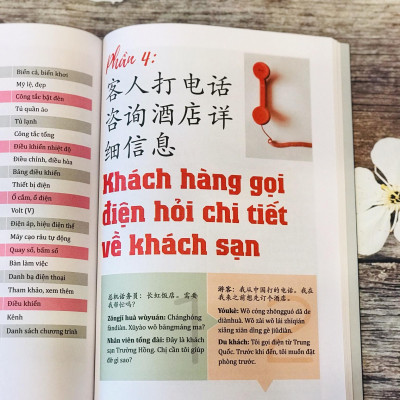 Biển cả, biển khơi
Mỹ lệ, đẹp
Công tắc bật đèn
Tủ quần áo
Tủ lạnh
Công tắc tổng
Điều khiển nhiệt độ
Điều chỉnh, điều hòa
Bảng điều khiển
Thiết bị điện
Ổ cắm, ổ điện
Volt (V)
Điện áp, hiệu điện thế
Máy cạo râu tự động
Quay số, bấm số
Bàn làm việc
Danh bạ điện thoại
Tham khảo, xem thêm
Điều khiển
Kênh
Danh sách chương trình
Phần 4:
客人打电话
咨询酒店详
细信息
Khách hàng gọi
điện hỏi chi tiết
về khách sạn
总机话务员：长虹饭店。需要
我帮忙吗？
Zǒngjī huà wùyuán: Chánghóng
fàndiàn. Xūyào wǒ bāngmáng ma?
Nhân viên tổng đài: Đây là khách
sạn Trường Hồng. Chị cần tôi giúp
đỡ gì sao?
游客：我从中国打的电话。我在
我来之前想先订个酒店。
Yóukè: Wǒ cóng zhōngguó dǎ de
diànhuà. Wǒ zài wǒ lái zhīqián
xiǎng xiān dìng gè jiǔdiàn.
Du khách: Tôi gọi điện từ Trung
Quốc. Trước khi đến, tôi muốn đặt
phòng trước.